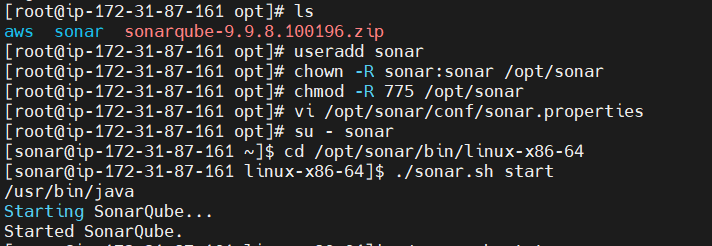 [root@ip-172-31-87-161 opt]# ls
aws  sonar  sonarqube-9.9.8.100196.zip
[root@ip-172-31-87-161 opt]# useradd sonar
[root@ip-172-31-87-161 opt]# chown -R sonar:sonar /opt/sonar
[root@ip-172-31-87-161 opt]# chmod -R 775 /opt/sonar
[root@ip-172-31-87-161 opt]# vi /opt/sonar/conf/sonar.properties
[root@ip-172-31-87-161 opt]# su - sonar
[sonar@ip-172-31-87-161 ~]$ cd /opt/sonar/bin/linux-x86-64
[sonar@ip-172-31-87-161 linux-x86-64]$ ./sonar.sh start
/usr/bin/java
Starting SonarQube...
Started SonarQube.